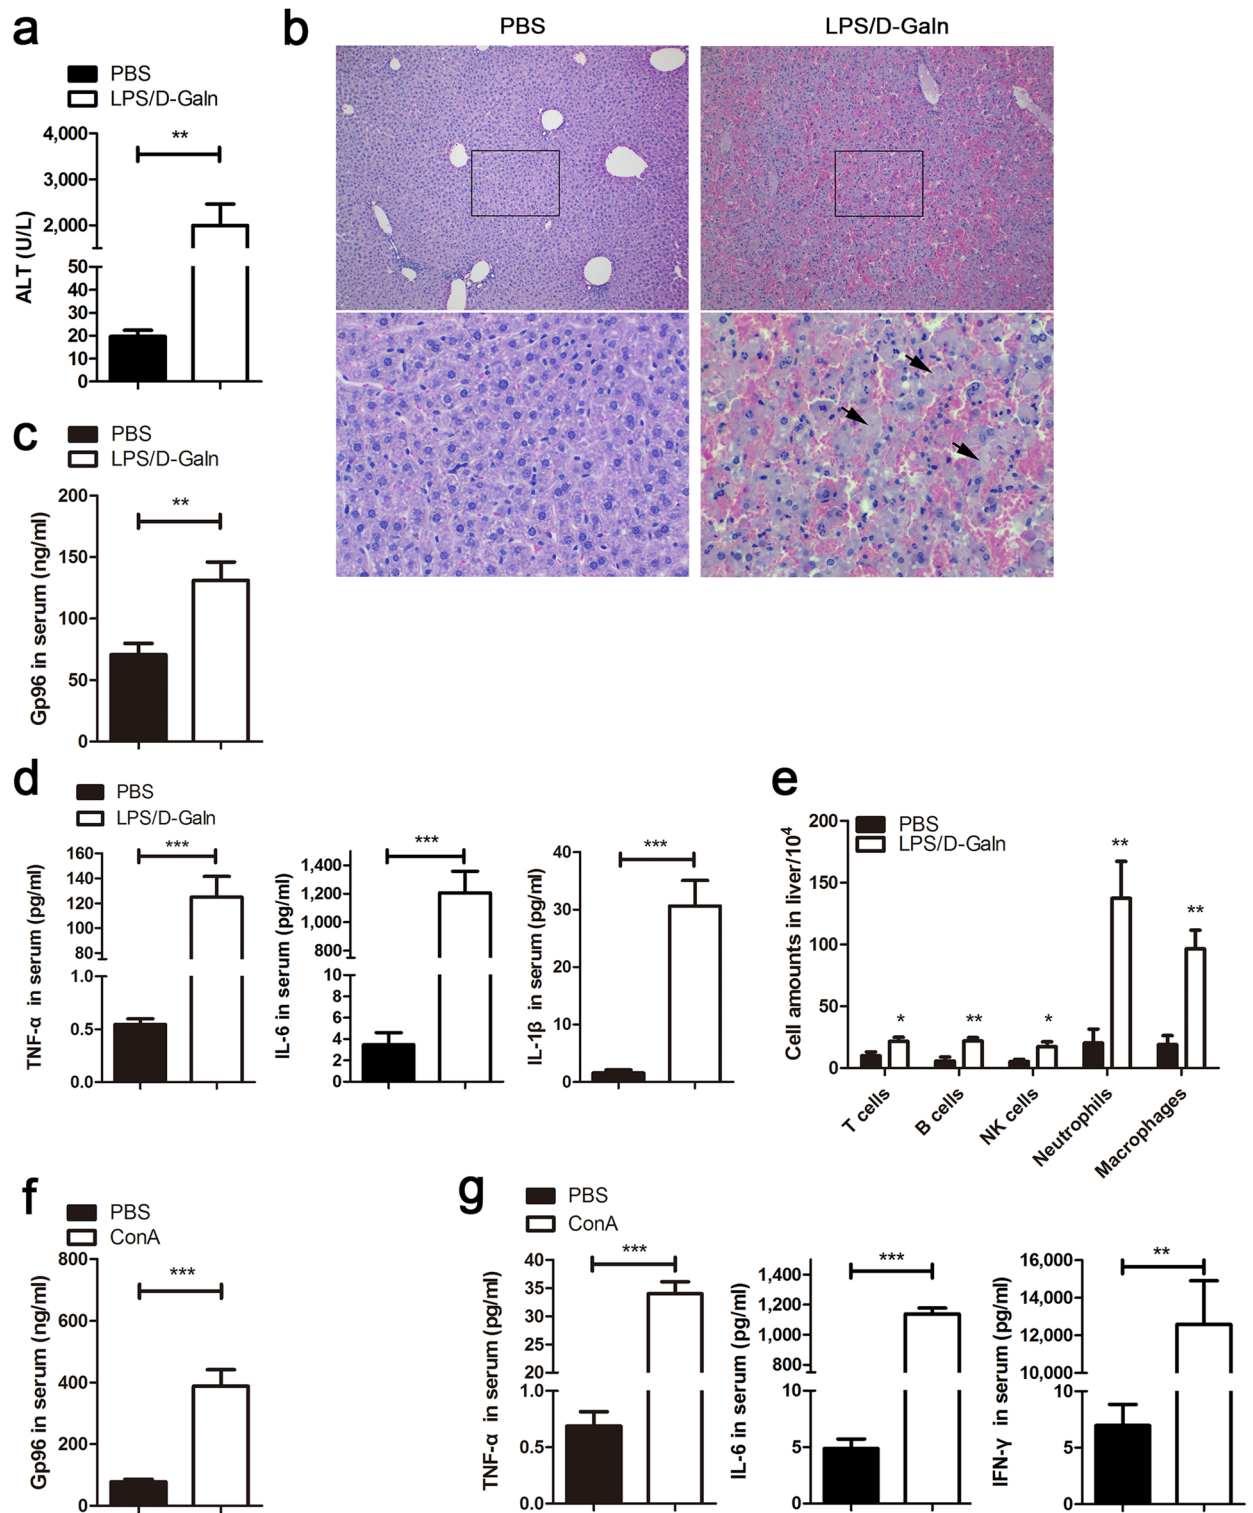 a
PBS
LPS/D-Galn
4,000
3,000
2,000
50
40
30
20
10
0
ALT (U/L)
**
b
PBS
LPS/D-Galn
c
PBS
LPS/D-Galn
200
150
100
50
0
Gp96 in serum (ng/ml)
**
d
PBS
LPS/D-Galn
160
140
120
100
80
1.0
0.5
0.0
TNF-α in serum (pg/ml)
***
1,400
1,200
1,000
800
10
8
6
4
2
0
IL-6 in serum (pg/ml)
***
40
30
20
10
0
IL-1β in serum (pg/ml)
***
e
PBS
LPS/D-Galn
200
150
100
50
0
Cell amounts in liver/10⁴
*
**
*
**
**
T cells
B cells
NK cells
Neutrophils
Macrophages
f
PBS
ConA
800
600
400
200
0
Gp96 in serum (ng/ml)
***
g
PBS
ConA
40
35
30
25
20
1.0
0.5
0.0
TNF-α in serum (pg/ml)
***
1,400
1,200
1,000
800
10
5
0
IL-6 in serum (pg/ml)
***
16,000
14,000
12,000
10,000
10
5
0
IFN-γ in serum (pg/ml)
**